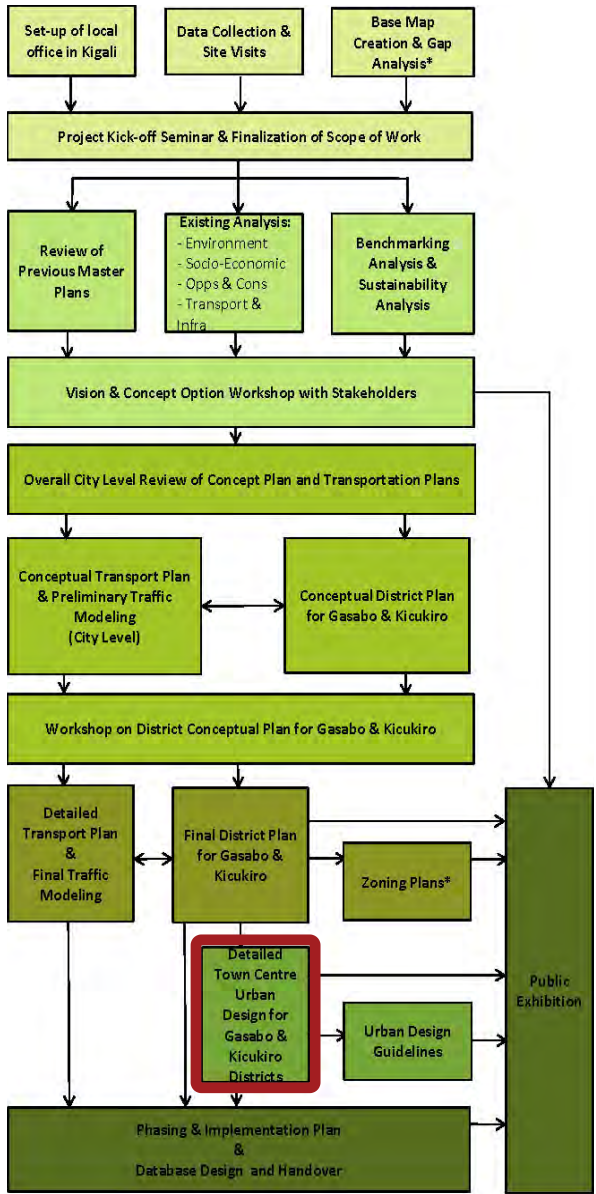 Set-up of local
office in Kigali
Data Collection &
Site Visits
Base Map
Creation & Gap
Analysis*
Project Kick-off Seminar & Finalization of Scope of Work
Review of
Previous Master
Plans
Existing Analysis:
- Environment
- Socio-Economic
- Opps & Cons
- Transport &
Infra
Benchmarking
Analysis &
Sustainability
Analysis
Vision & Concept Option Workshop with Stakeholders
Overall City Level Review of Concept Plan and Transportation Plans
Conceptual Transport Plan
& Preliminary Traffic
Modeling
(City Level)
Conceptual District Plan
for Gasabo & Kicukiro
Workshop on District Conceptual Plan for Gasabo & Kicukiro
Detailed
Transport Plan
&
Final Traffic
Modeling
Final District Plan
for Gasabo &
Kicukiro
Zoning Plans*
Detailed
Town Centre
Urban
Design for
Gasabo &
Kicukiro
Districts
Urban Design
Guidelines
Public
Exhibition
Phasing & Implementation Plan
&
Database Design and Handover